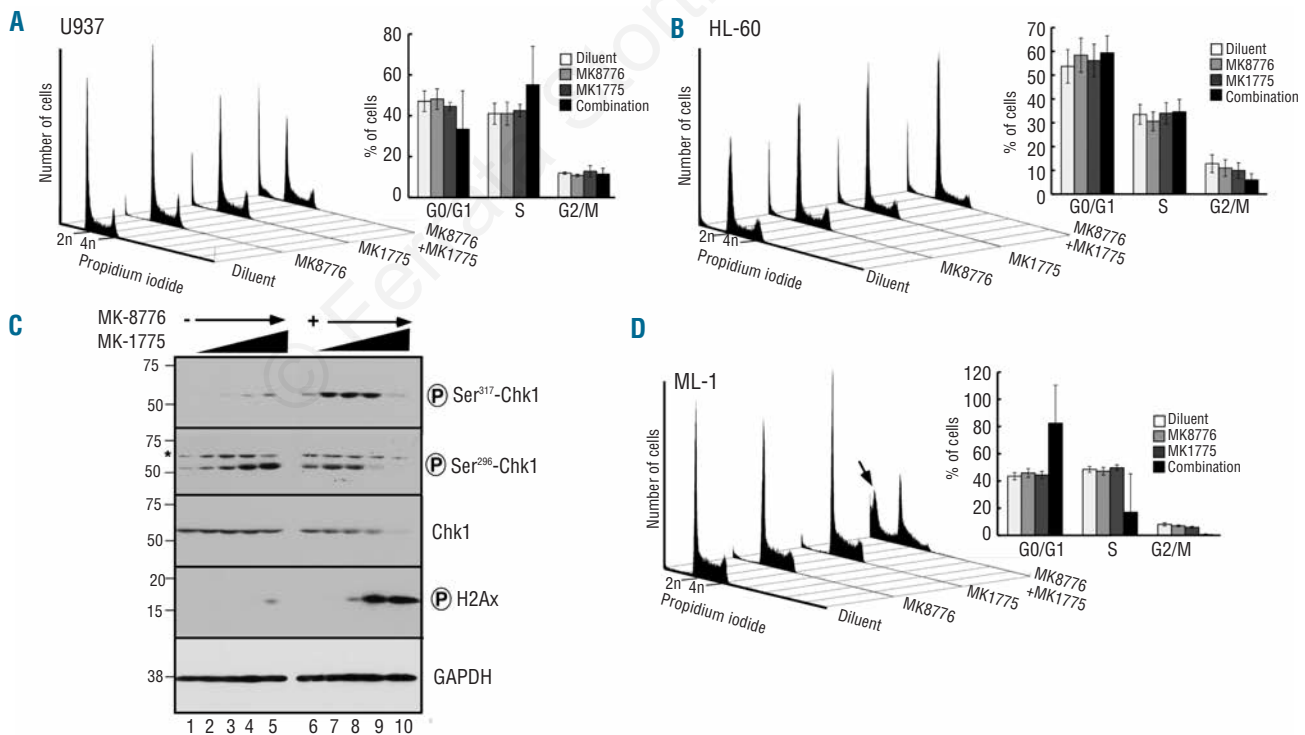 A
U937
Number of cells
2n
4n
Propidium iodide
Diluent
MK8776
MK1775
MK8776
+MK1775
% of cells
80
60
40
20
0
Diluent
MK8776
MK1775
Combination
G0/G1
S
G2/M
B
HL-60
Number of cells
2n
4n
Propidium iodide
Diluent
MK8776
MK1775
MK8776
+MK1775
% of cells
70
60
50
40
30
20
10
0
Diluent
MK8776
MK1775
Combination
G0/G1
S
G2/M
C
MK-8776 - +
MK-1775
75
50
P Ser317-Chk1
75
*
50
P Ser296-Chk1
75
50
Chk1
20
15
P H2Ax
38
GAPDH
1 2 3 4 5 6 7 8 9 10
D
ML-1
Number of cells
2n
4n
Propidium iodide
Diluent
MK8776
MK1775
MK8776
+MK1775
% of cells
120
100
80
60
40
20
0
Diluent
MK8776
MK1775
Combination
G0/G1
S
G2/M